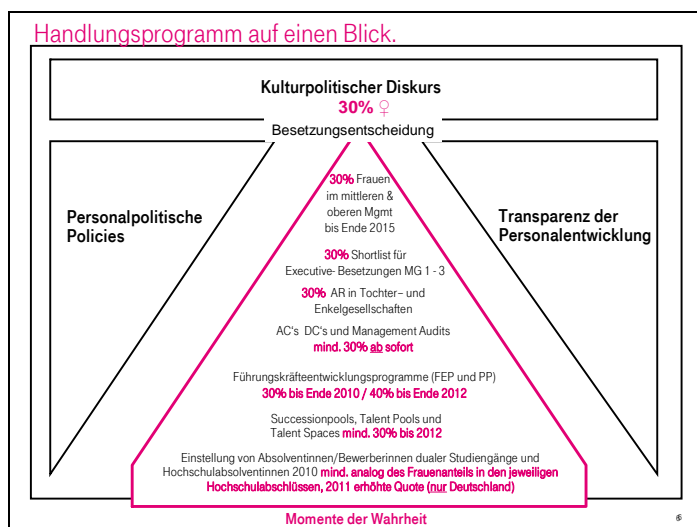 Handlungsprogramm auf einen Blick.
Kulturpolitischer Diskurs
30% ♀
Besetzungsentscheidung
Personalpolitische
Policies
Transparenz der
Personalentwicklung
30% Frauen
im mittleren &
oberen Mgmt
bis Ende 2015
30% Shortlist für
Executive- Besetzungen MG 1 - 3
30% AR in Tochter– und
Enkelgesellschaften
AC‘s DC‘s und Management Audits
mind. 30% ab sofort
Führungskräfteentwicklungsprogramme (FEP und PP)
30% bis Ende 2010 / 40% bis Ende 2012
Successionpools, Talent Pools und
Talent Spaces mind. 30% bis 2012
Einstellung von Absolventinnen/Bewerberinnen dualer Studiengänge und
Hochschulabsolventinnen 2010 mind. analog des Frauenanteils in den jeweiligen
Hochschulabschlüssen, 2011 erhöhte Quote (nur Deutschland)
Momente der Wahrheit